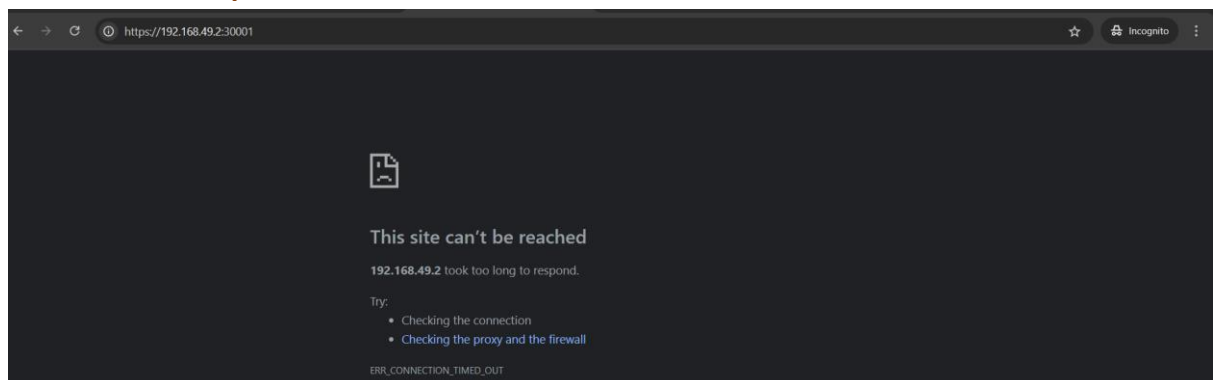 https://192.168.49.2:30001
Incognito
This site can't be reached
192.168.49.2 took too long to respond.
Try:
Checking the connection
Checking the proxy and the firewall
ERR_CONNECTION_TIMED_OUT